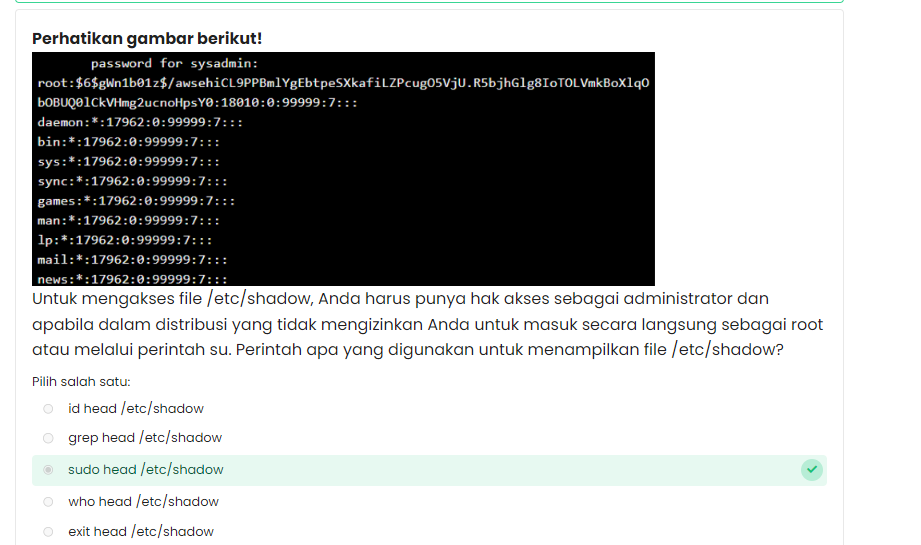 Perhatikan gambar berikut!
password for sysadmin:
root:$6$gWn1b01z$/awsehiCL9PPBmlYgEbtpeSXkafiLZPcugO5VjU.R5bjhGlg8IoTOLVmkBoXlqO
bOBUQ0lCkVHmg2ucnoHpsY0:18010:0:99999:7:::
daemon:*:17962:0:99999:7:::
bin:*:17962:0:99999:7:::
sys:*:17962:0:99999:7:::
sync:*:17962:0:99999:7:::
games:*:17962:0:99999:7:::
man:*:17962:0:99999:7:::
lp:*:17962:0:99999:7:::
mail:*:17962:0:99999:7:::
news:*:17962:0:99999:7:::
Untuk mengakses file /etc/shadow, Anda harus punya hak akses sebagai administrator dan
apabila dalam distribusi yang tidak mengizinkan Anda untuk masuk secara langsung sebagai root
atau melalui perintah su. Perintah apa yang digunakan untuk menampilkan file /etc/shadow?
Pilih salah satu:
id head /etc/shadow
grep head /etc/shadow
sudo head /etc/shadow
who head /etc/shadow
exit head /etc/shadow